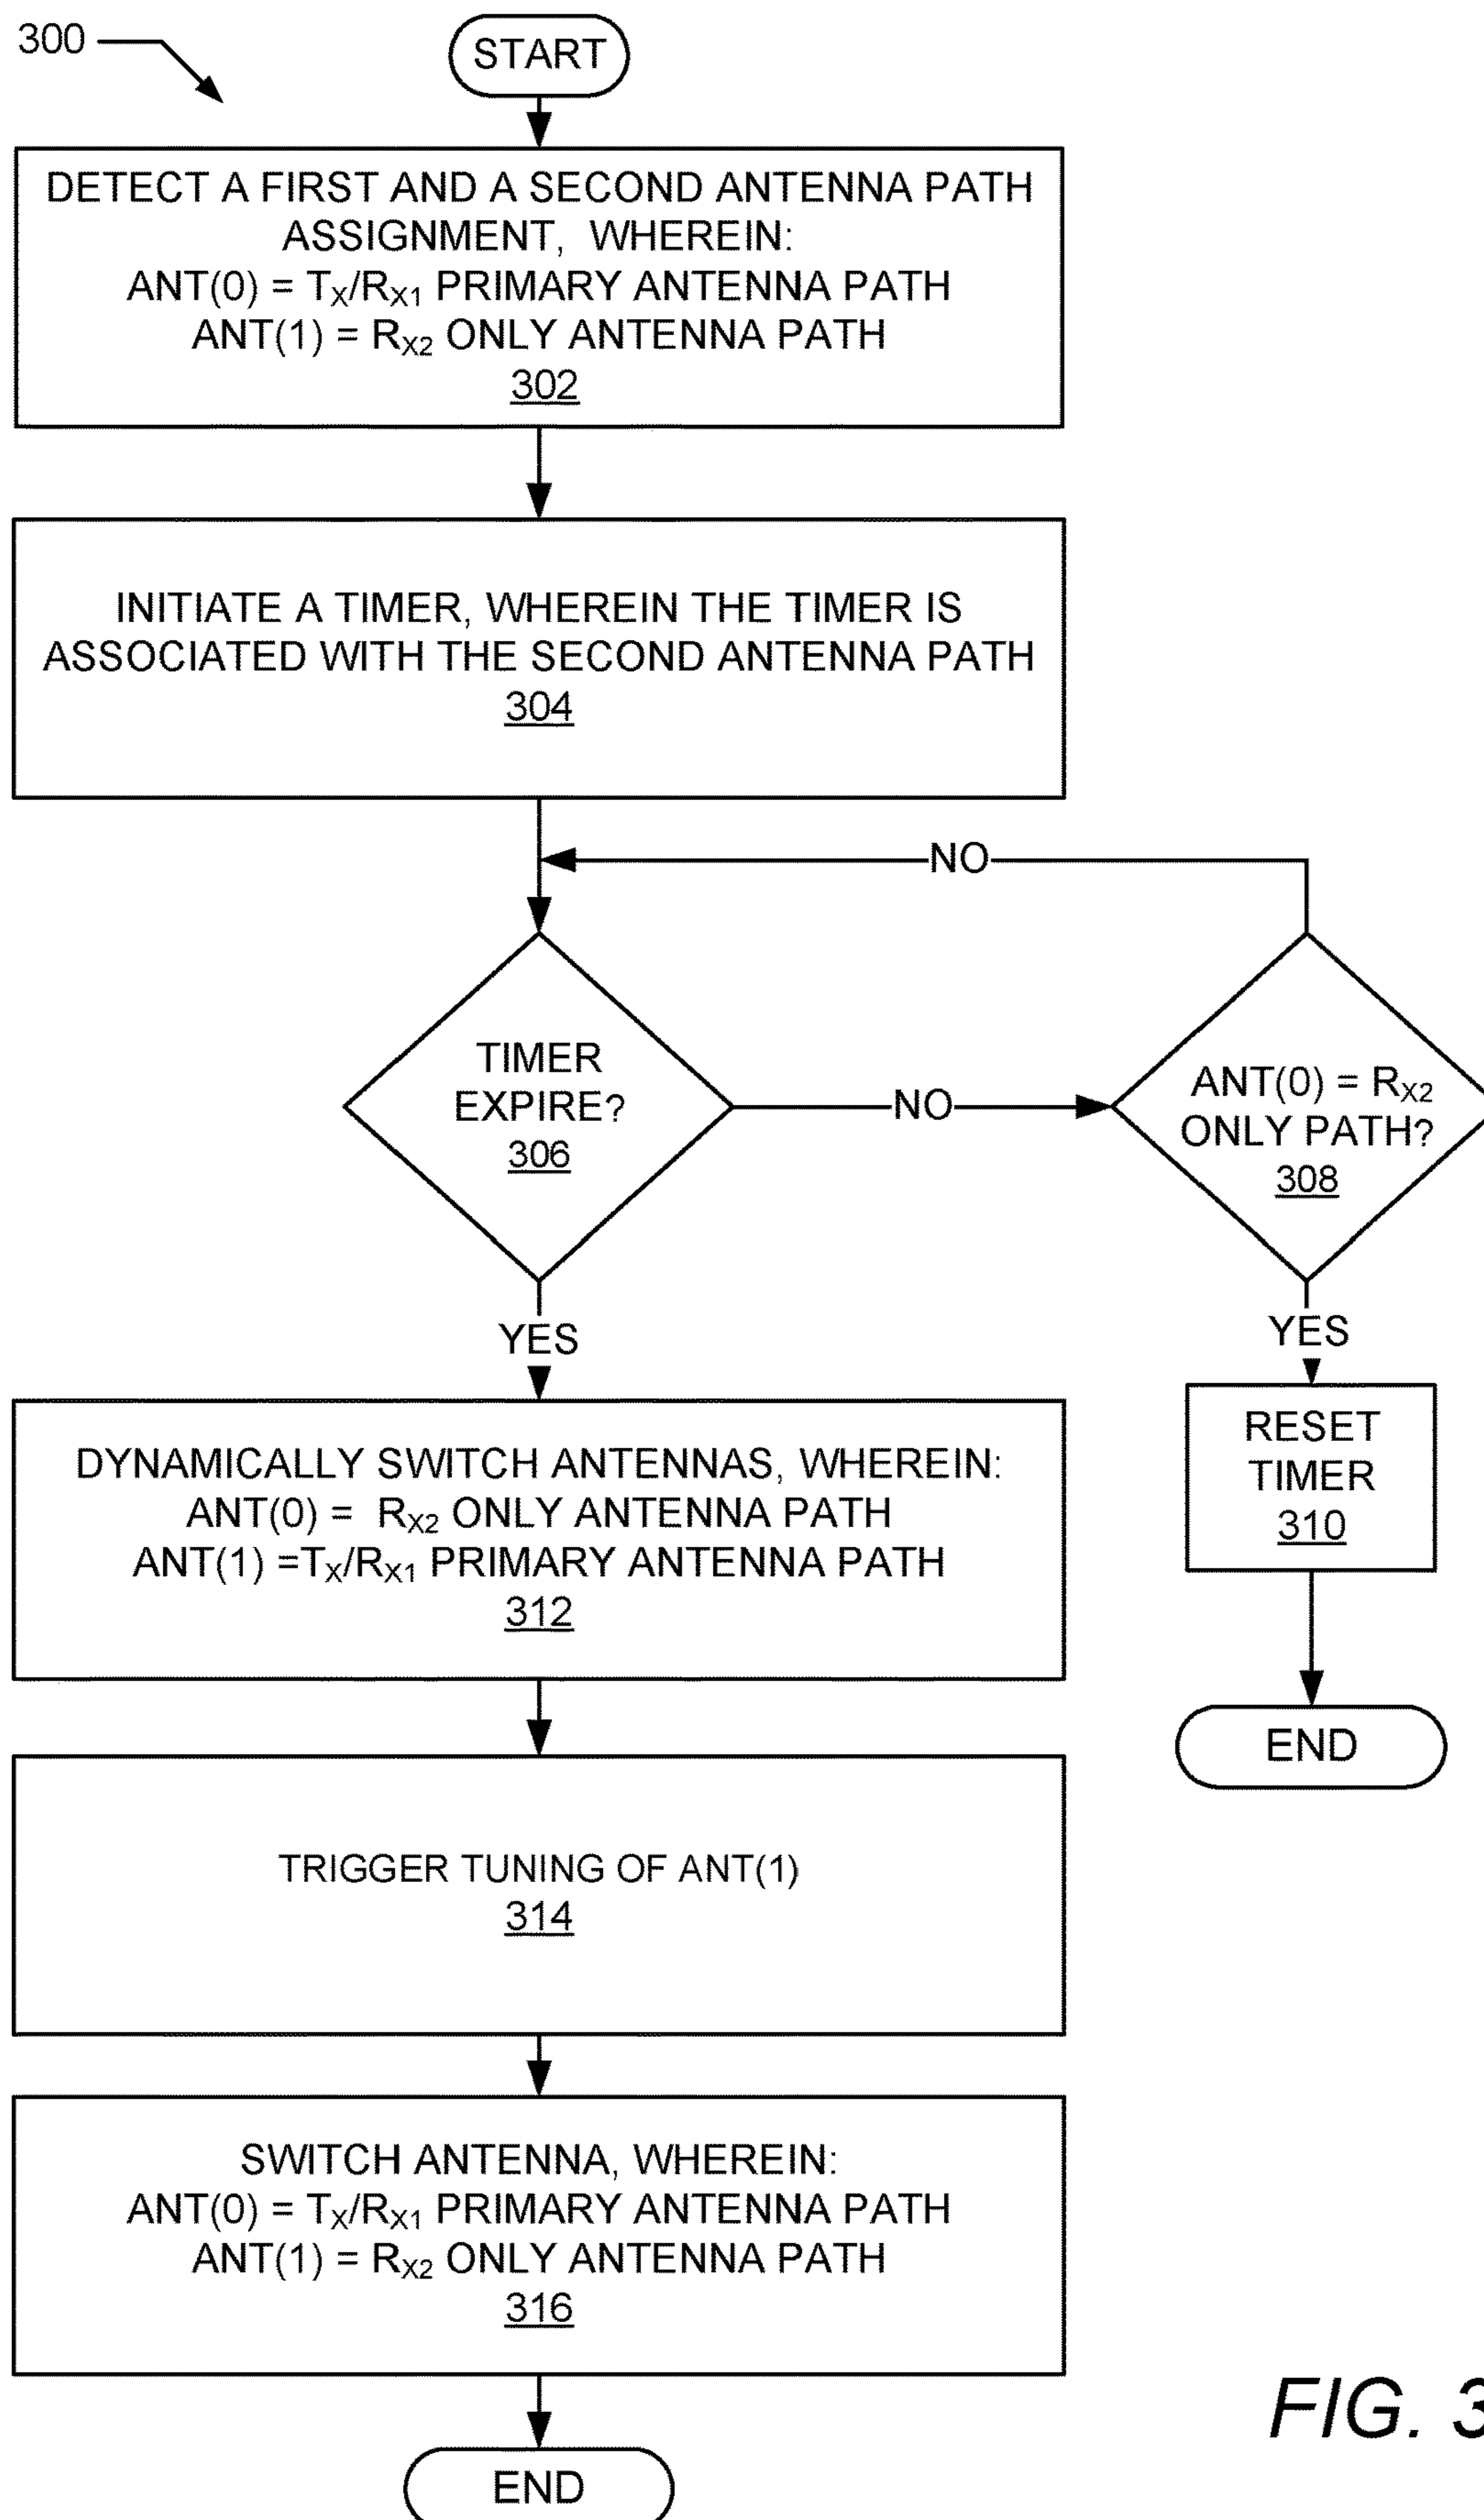 300
START
DETECT A FIRST AND A SECOND ANTENNA PATH
ASSIGNMENT, WHEREIN:
ANT(0) = TX/RX1 PRIMARY ANTENNA PATH
ANT(1) = RX2 ONLY ANTENNA PATH
302
INITIATE A TIMER, WHEREIN THE TIMER IS
ASSOCIATED WITH THE SECOND ANTENNA PATH
304
NO
TIMER
EXPIRE?
306
NO
ANT(0) = RX2
ONLY PATH?
308
YES
YES
DYNAMICALLY SWITCH ANTENNAS, WHEREIN:
ANT(0) = RX2 ONLY ANTENNA PATH
ANT(1) =TX/RX1 PRIMARY ANTENNA PATH
312
RESET
TIMER
310
END
TRIGGER TUNING OF ANT(1)
314
SWITCH ANTENNA, WHEREIN:
ANT(0) = TX/RX1 PRIMARY ANTENNA PATH
ANT(1) = RX2 ONLY ANTENNA PATH
316
END
FIG. 3